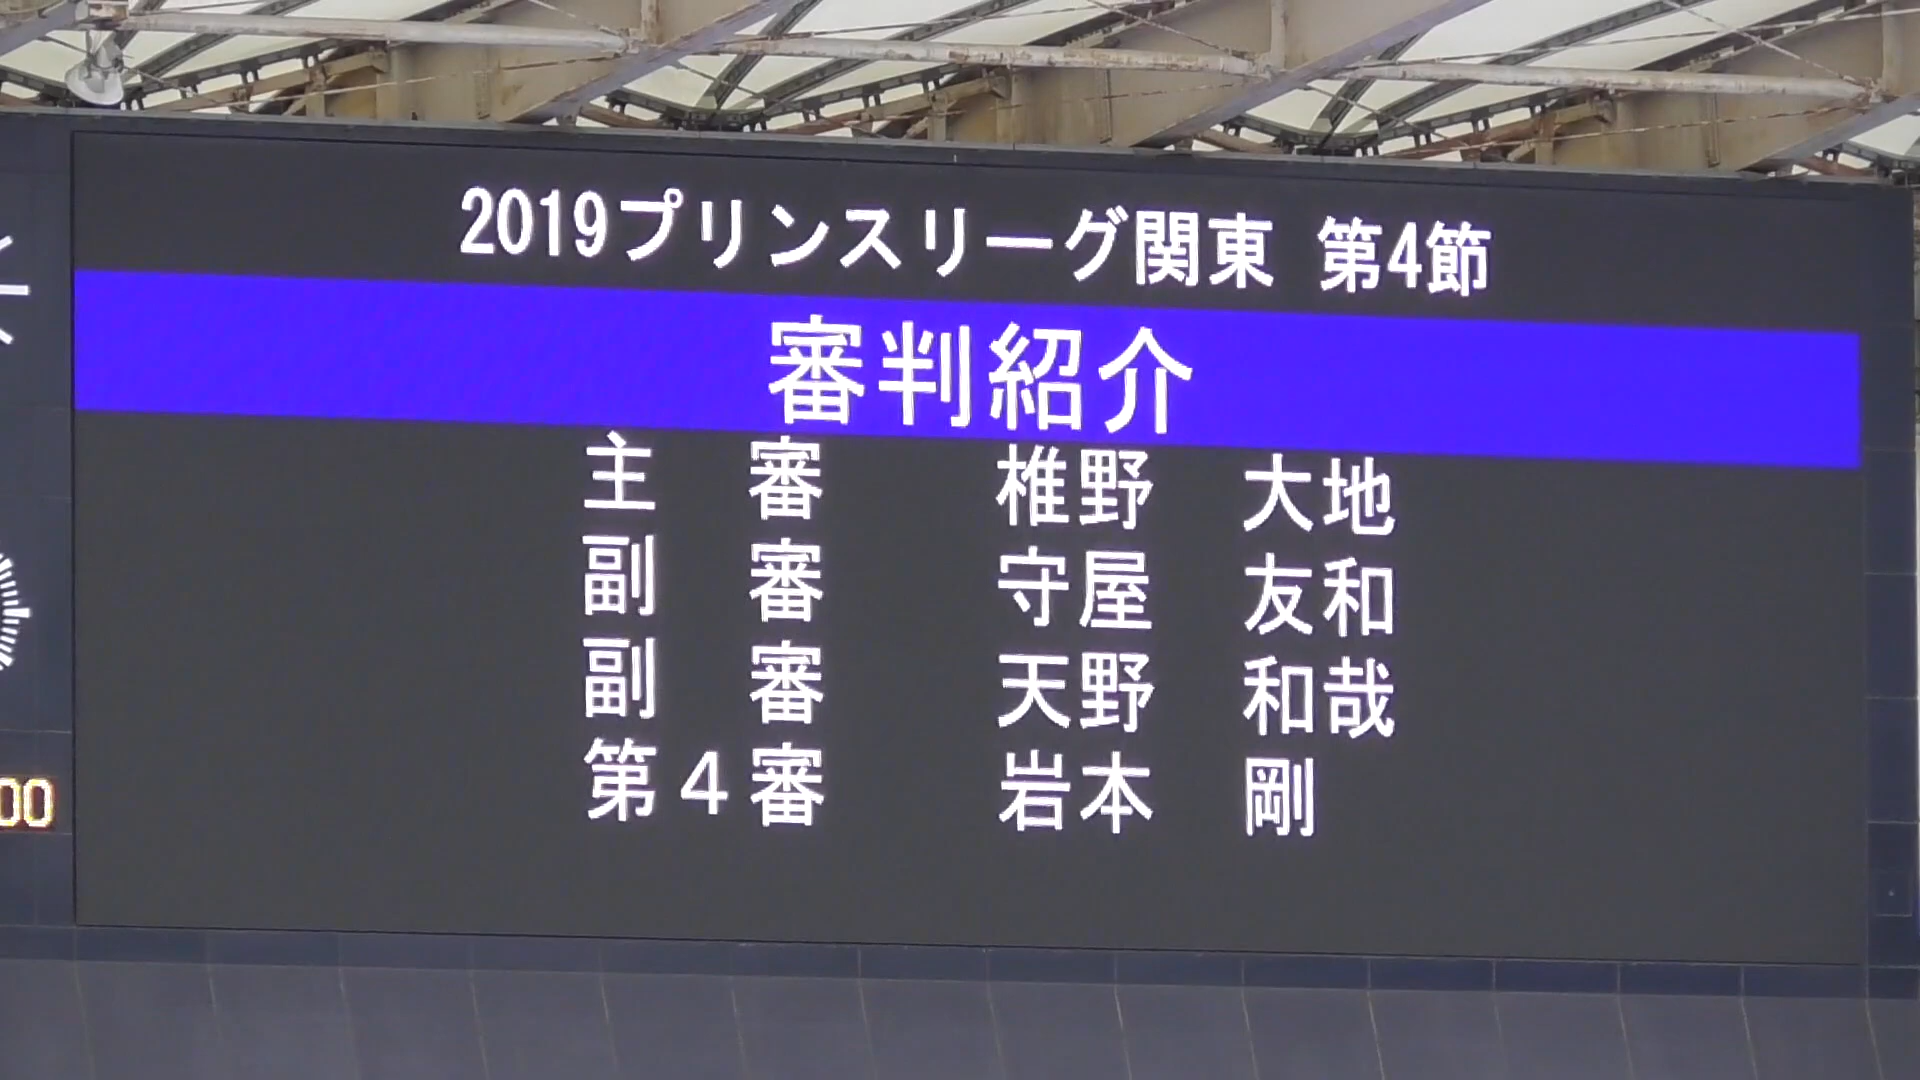 2019プリンスリーグ関東 第4節
審判紹介
主 審 椎野 大地
副 審 守屋 友和
副 審 天野 和哉
第4審 岩本 剛
00